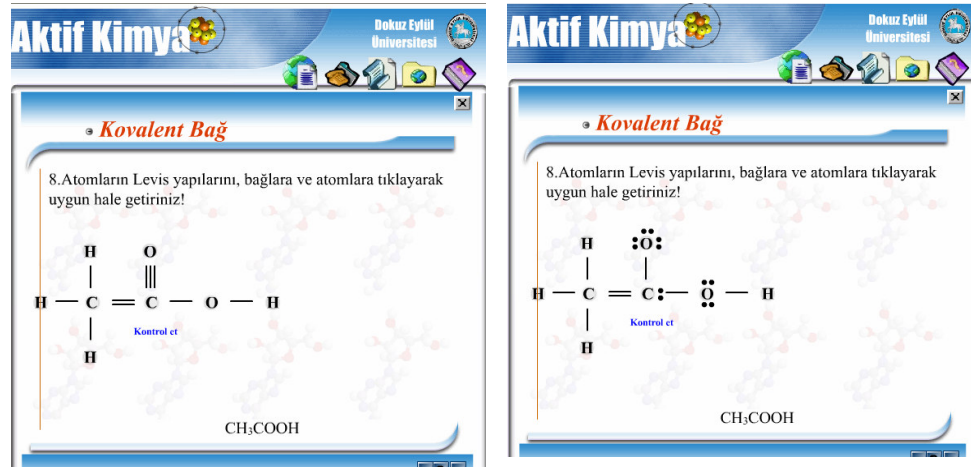 Aktif Kimya
Dokuz Eylül
Üniversitesi
Kovalent Bağ
8.Atomların Levis yapılarını, bağlara ve atomlara tıklayarak
uygun hale getiriniz!
H O
H C C O H
Kontrol et
H
CH₃COOH
Aktif Kimya
Dokuz Eylül
Üniversitesi
Kovalent Bağ
8.Atomların Levis yapılarını, bağlara ve atomlara tıklayarak
uygun hale getiriniz!
H O
H C C O H
Kontrol et
H
CH₃COOH